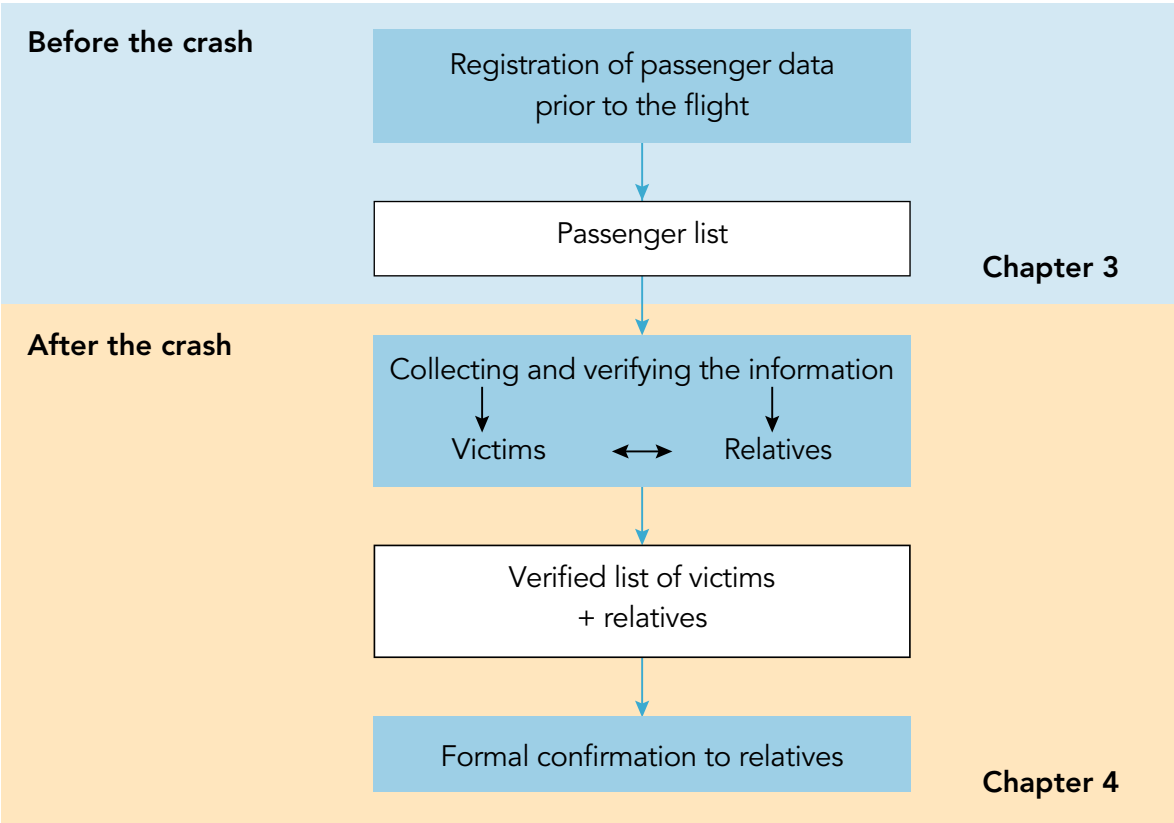 Before the crash
Registration of passenger data
prior to the flight
Passenger list
Chapter 3
After the crash
Collecting and verifying the information
Victims
Relatives
Verified list of victims
+ relatives
Formal confirmation to relatives
Chapter 4